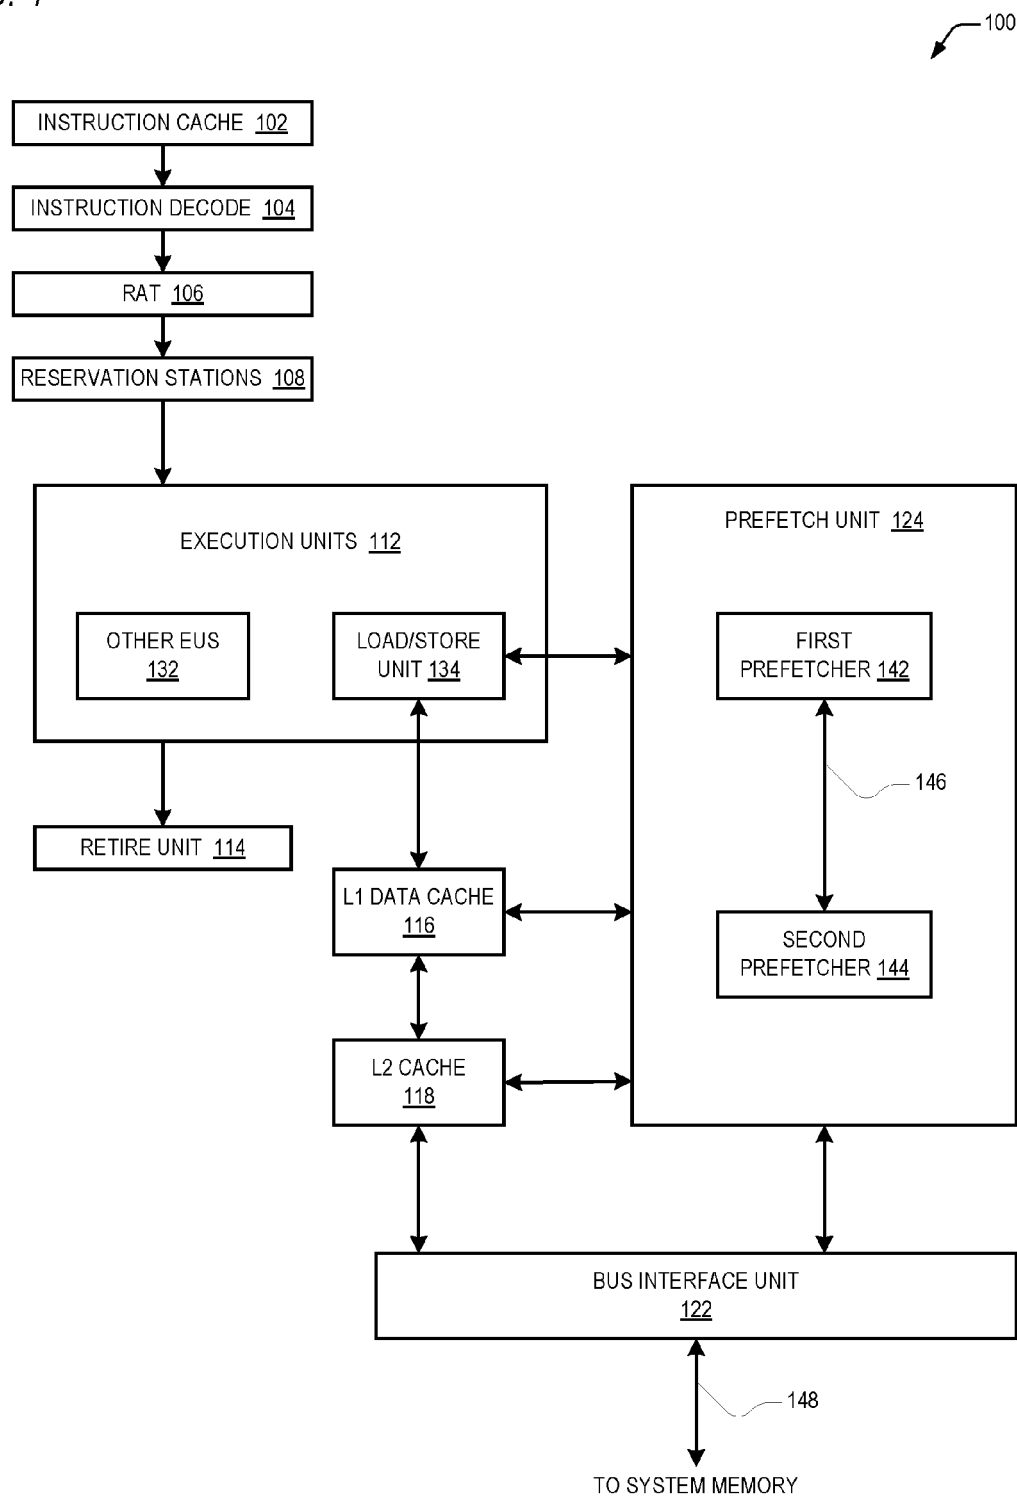 100
INSTRUCTION CACHE 102
INSTRUCTION DECODE 104
RAT 106
RESERVATION STATIONS 108
EXECUTION UNITS 112
OTHER EUS
132
LOAD/STORE
UNIT 134
PREFETCH UNIT 124
FIRST
PREFETCHER 142
146
SECOND
PREFETCHER 144
RETIRE UNIT 114
L1 DATA CACHE
116
L2 CACHE
118
BUS INTERFACE UNIT
122
148
TO SYSTEM MEMORY